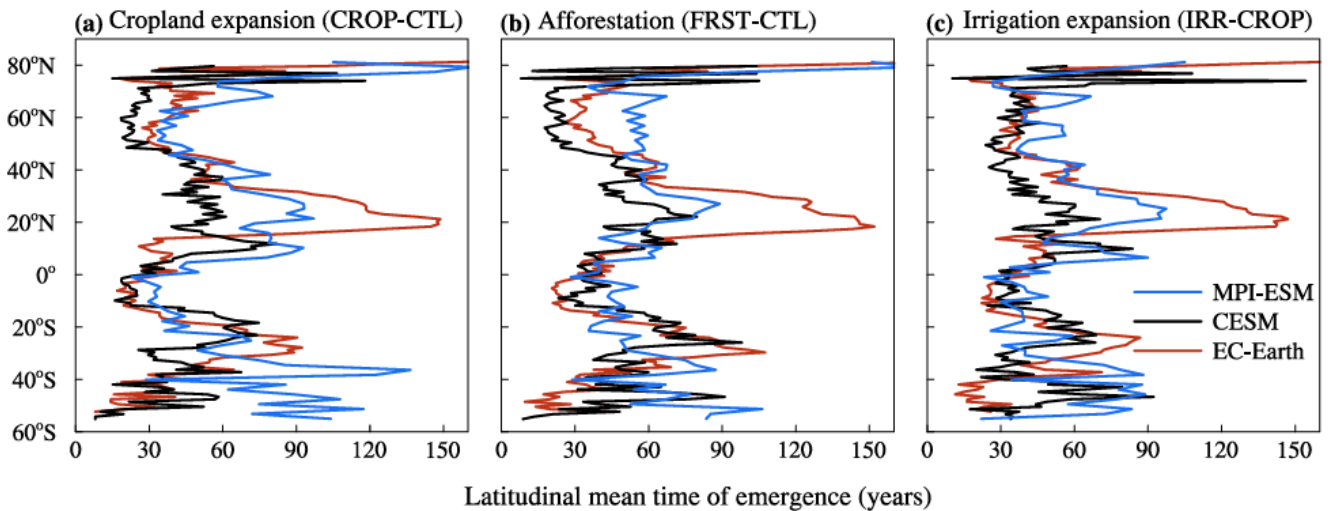 (a) Cropland expansion (CROP-CTL)
(b) Afforestation (FRST-CTL)
(c) Irrigation expansion (IRR-CROP)
80°N
60°N
40°N
20°N
0°
20°S
40°S
60°S
MPI-ESM
CESM
EC-Earth
0 30 60 90 120 150
0 30 60 90 120 150
0 30 60 90 120 150
Latitudinal mean time of emergence (years)